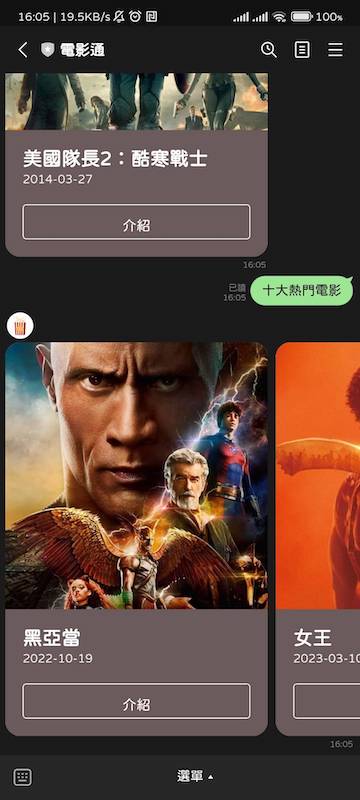 16:05 | 19.5KB/s
100%
電影通
美國隊長2：酷寒戰士
2014-03-27
介紹
16:05
已讀
16:05
十大熱門電影
黑亞當
2022-10-19
介紹
女王
2023-03-10
16:05
選單